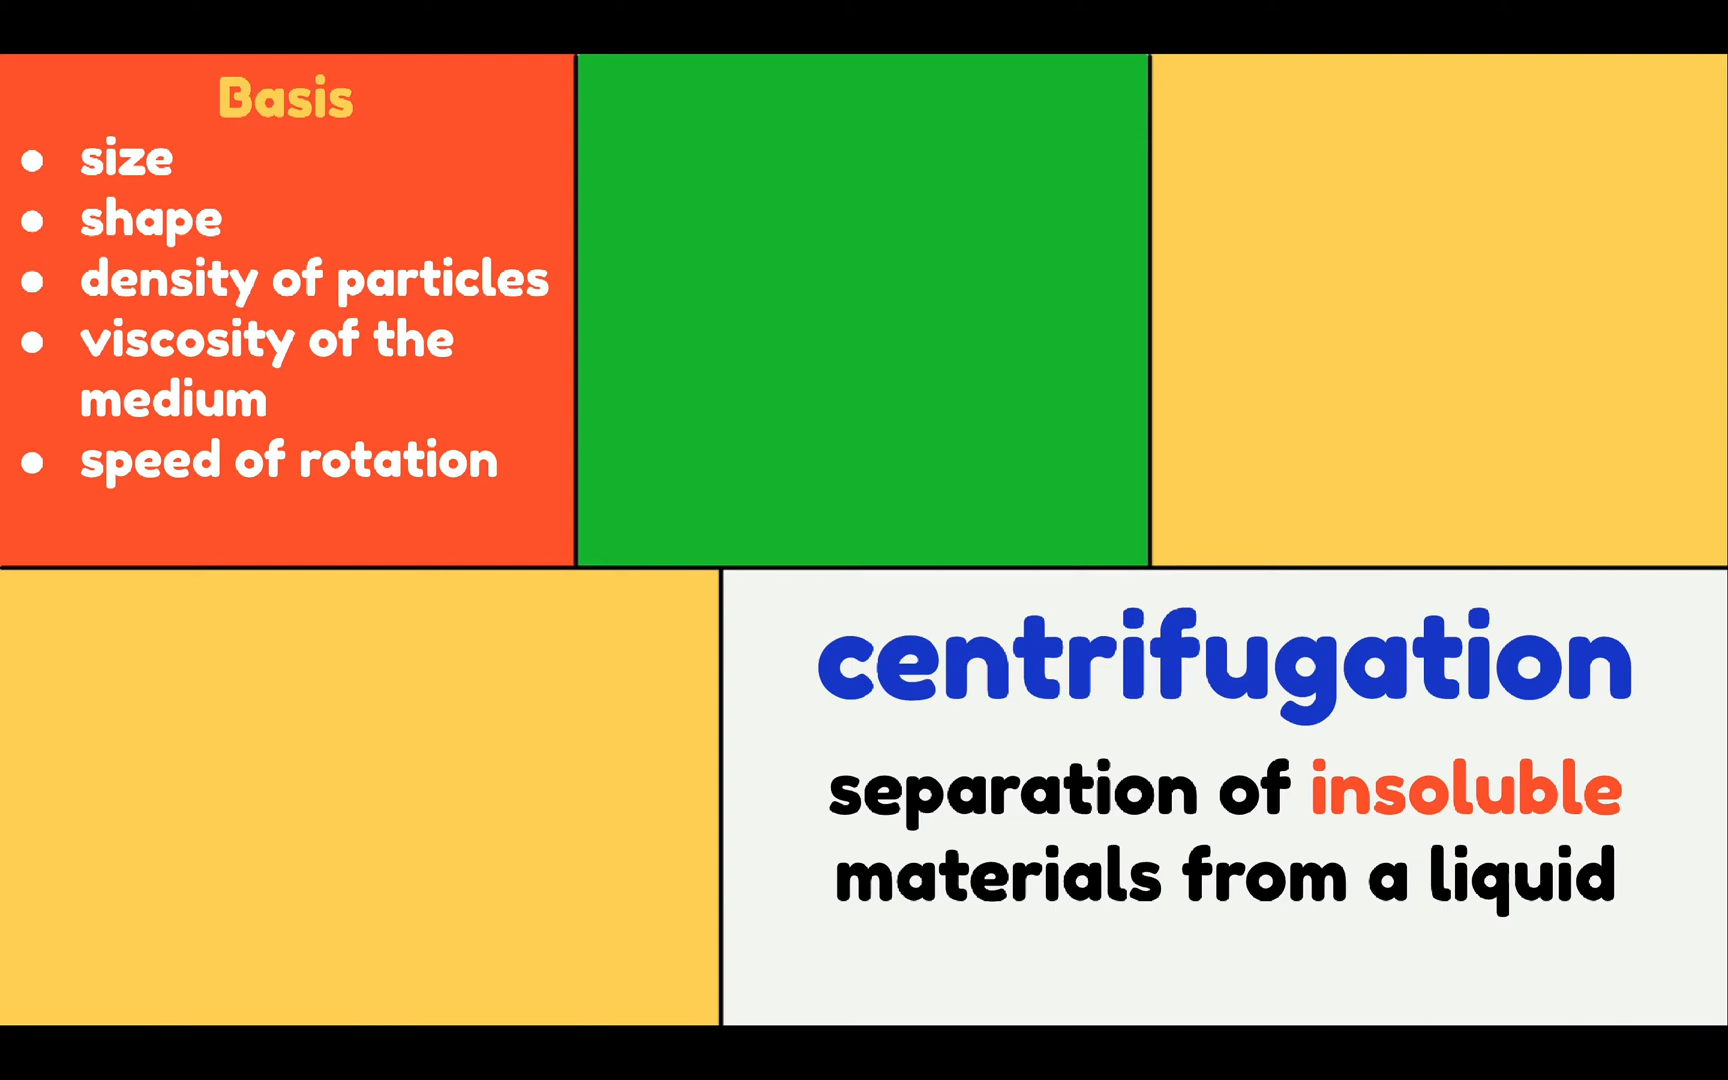 Basis
● size
● shape
● density of particles
● viscosity of the
medium
● speed of rotation
centrifugation
separation of insoluble
materials from a liquid